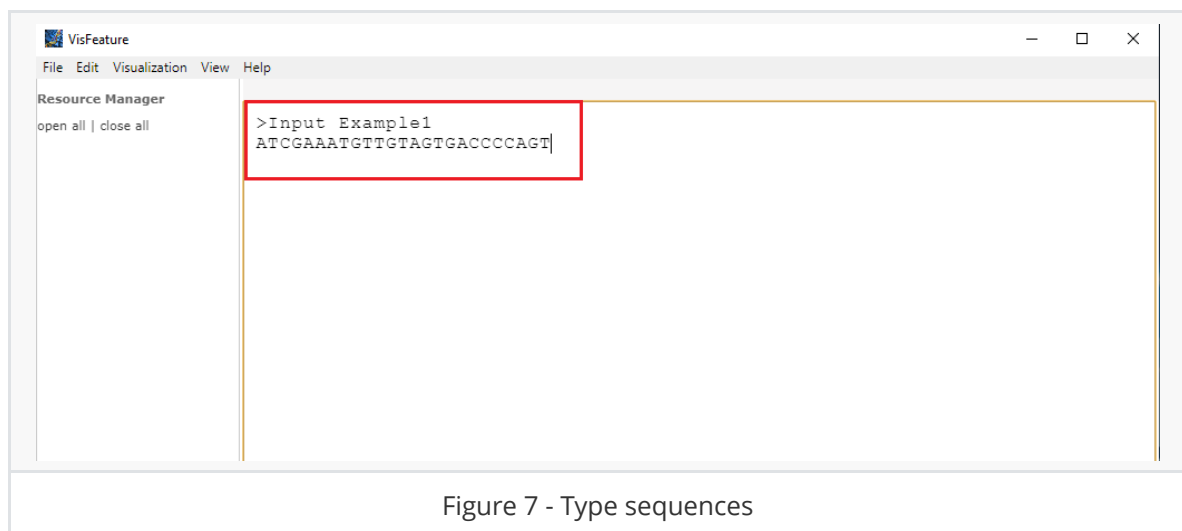 VisFeature
File Edit Visualization View Help
Resource Manager
open all | close all
>Input Example1
ATCGAAATGTTGTAGTGACCCCAGT
Figure 7 - Type sequences